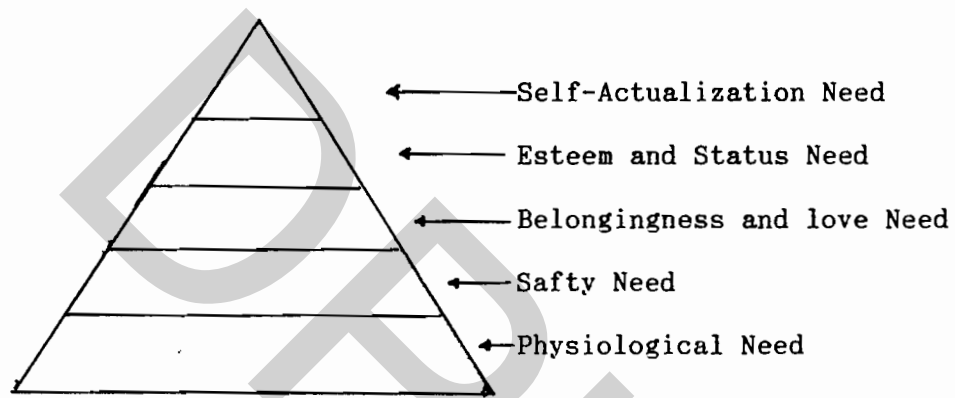 Self-Actualization Need
Esteem and Status Need
Belongingness and love Need
Safty Need
Physiological Need